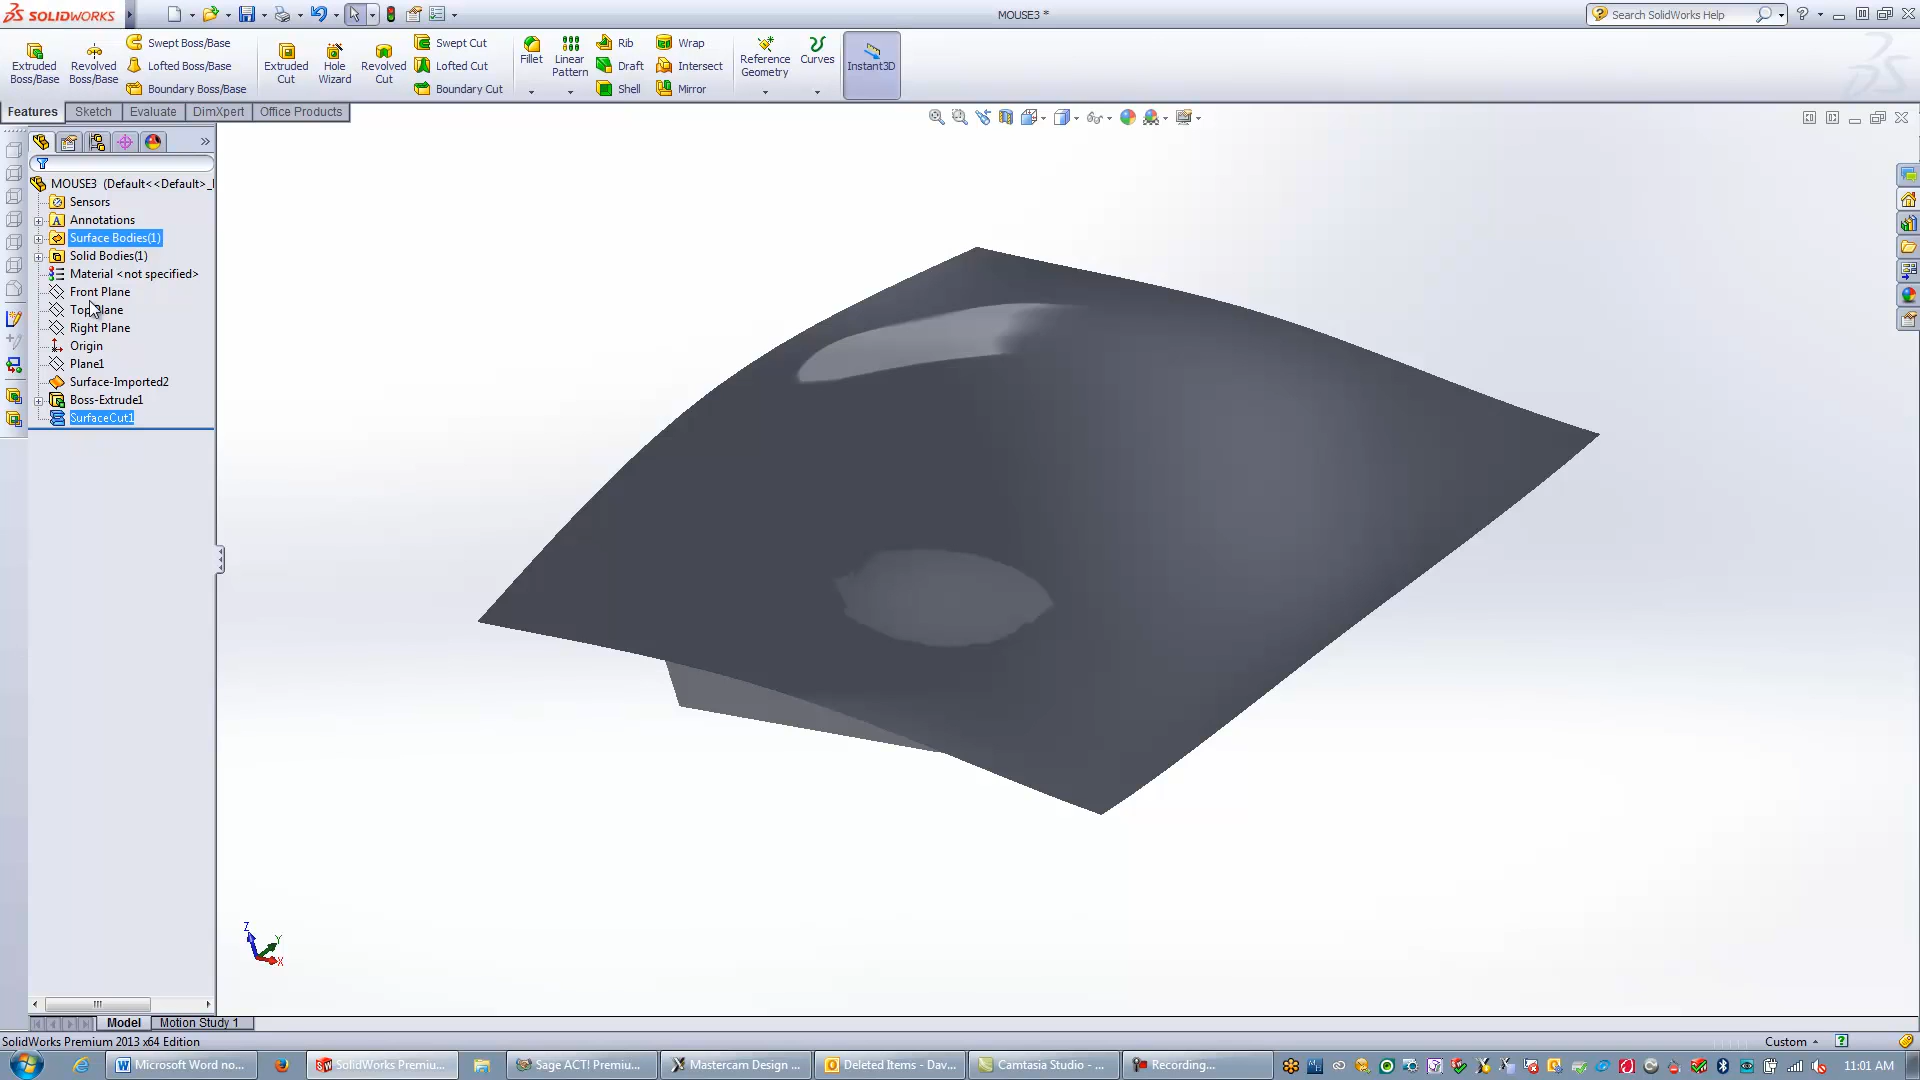 SOLIDWORKS
MOUSE3 *
Search SolidWorks Help
Extruded Boss/Base
Revolved Boss/Base
Swept Boss/Base
Lofted Boss/Base
Boundary Boss/Base
Extruded Cut
Hole Wizard
Revolved Cut
Swept Cut
Lofted Cut
Boundary Cut
Fillet
Linear Pattern
Rib
Draft
Shell
Wrap
Intersect
Mirror
Reference Geometry
Curves
Instant3D
Features
Sketch
Evaluate
DimXpert
Office Products
MOUSE3 (Default<<Default>_
Sensors
Annotations
Surface Bodies(1)
Solid Bodies(1)
Material <not specified>
Front Plane
Top Plane
Right Plane
Origin
Plane1
Surface-Imported2
Boss-Extrude1
SurfaceCut1
Z
Y
X
Model
Motion Study 1
SolidWorks Premium 2013 x64 Edition
Custom
Microsoft Word no...
SolidWorks Premiu...
Sage ACT! Premiu...
Mastercam Design ...
Deleted Items - Dav...
Camtasia Studio - ...
Recording...
11:01 AM